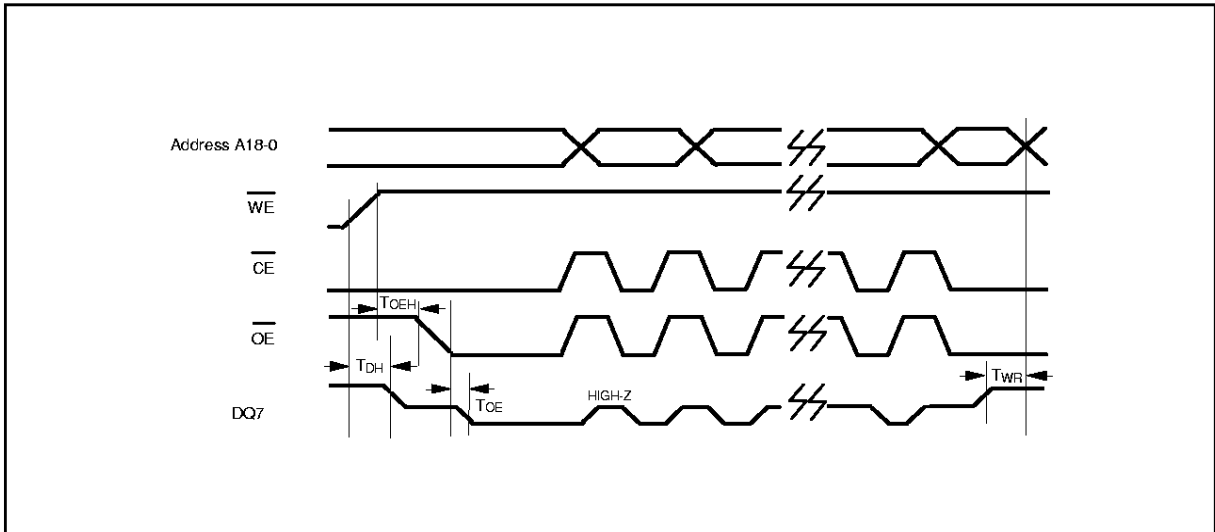 Address A18-0
WE
CE
TOEH
OE
TDH
TWR
TOE
HIGH-Z
DQ7